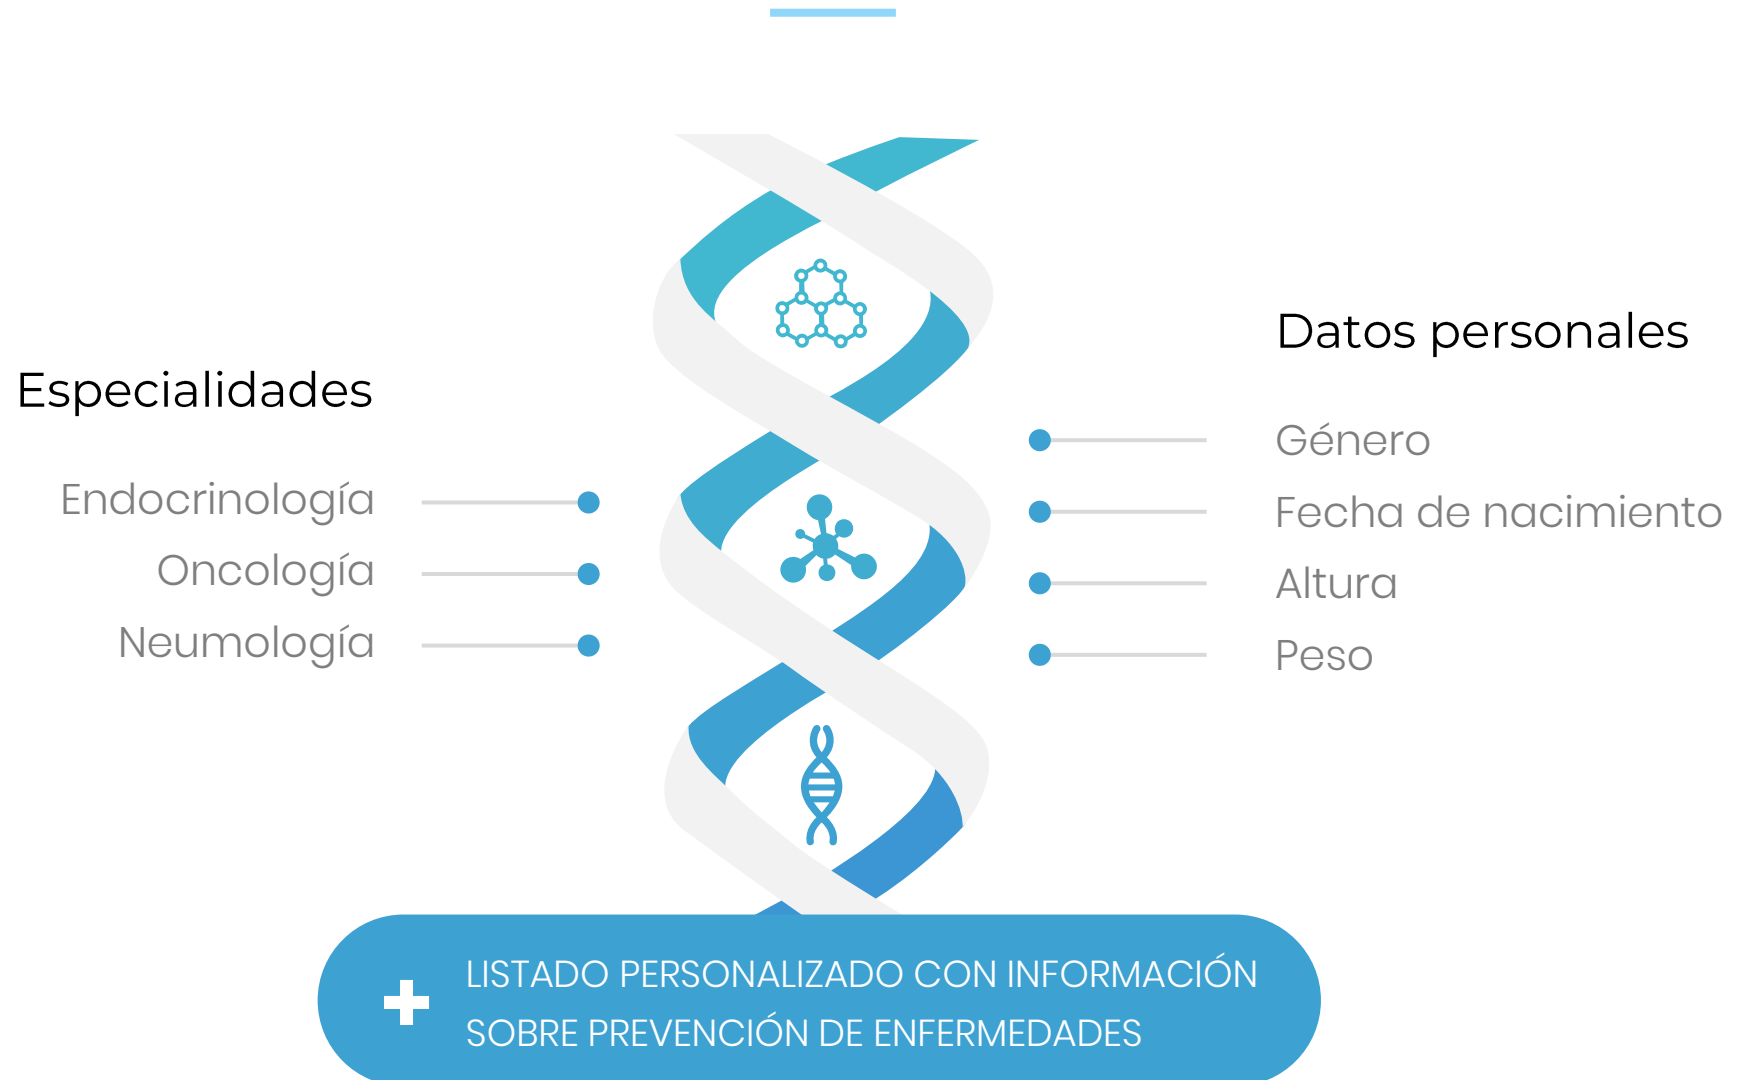 Especialidades
Endocrinología
Oncología
Neumología
Datos personales
Género
Fecha de nacimiento
Altura
Peso
LISTADO PERSONALIZADO CON INFORMACIÓN
SOBRE PREVENCIÓN DE ENFERMEDADES